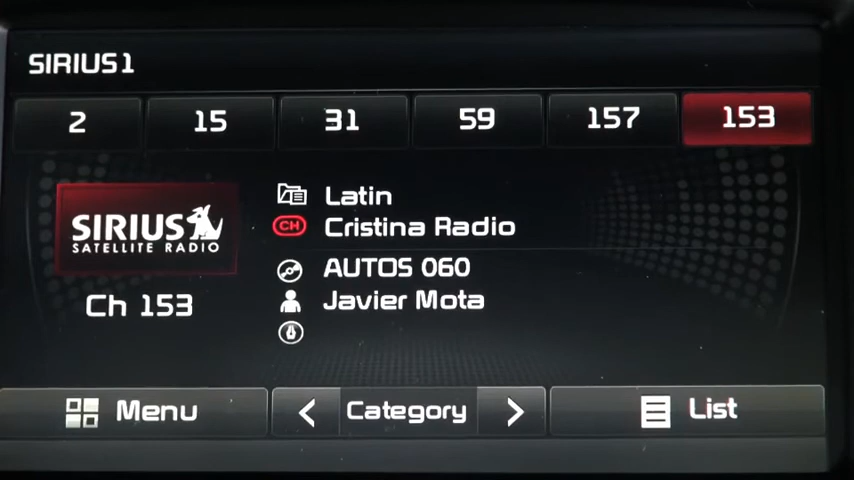 SIRIUS1
2 15 31 59 157 153
Latin
CH Cristina Radio
SIRIUS
SATELLITE RADIO
AUTOS 060
Ch 153
Javier Mota
Menu < Category > List